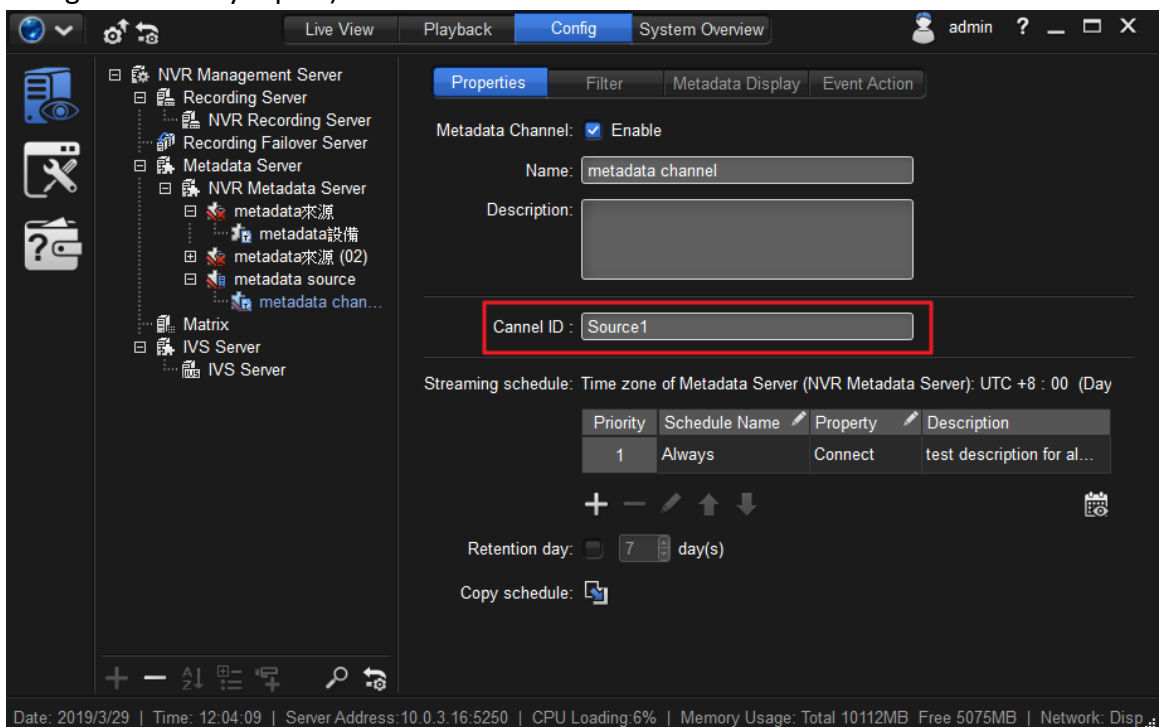 Live View Playback Config System Overview admin ? X
NVR Management Server
Recording Server
NVR Recording Server
Recording Failover Server
Metadata Server
NVR Metadata Server
metadata來源
metadata設備
metadata來源 (02)
metadata source
metadata chan...
Matrix
IVS Server
IVS Server
Properties Filter Metadata Display Event Action
Metadata Channel: Enable
Name: metadata channel
Description:
Cannel ID : Source1
Streaming schedule: Time zone of Metadata Server (NVR Metadata Server): UTC +8 : 00 (Day
Priority Schedule Name Property Description
1 Always Connect test description for al...
Retention day: 7 day(s)
Copy schedule:
Date: 2019/3/29 | Time: 12:04:09 | Server Address:10.0.3.16:5250 | CPU Loading:6% | Memory Usage: Total 10112MB Free 5075MB | Network: Disp